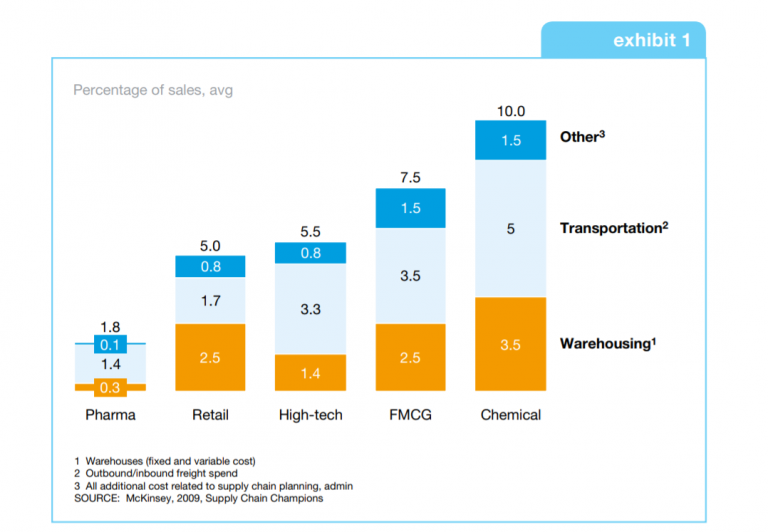 exhibit 1
Percentage of sales, avg
10.0
1.5
Other3
7.5
1.5
5
Transportation2
5.5
0.8
5.0
0.8
3.5
3.3
1.7
1.8
0.1
1.4
0.3
2.5
1.4
2.5
3.5
Warehousing1
Pharma
Retail
High-tech
FMCG
Chemical
1 Warehouses (fixed and variable cost)
2 Outbound/inbound freight spend
3 All additional cost related to supply chain planning, admin
SOURCE: McKinsey, 2009, Supply Chain Champions